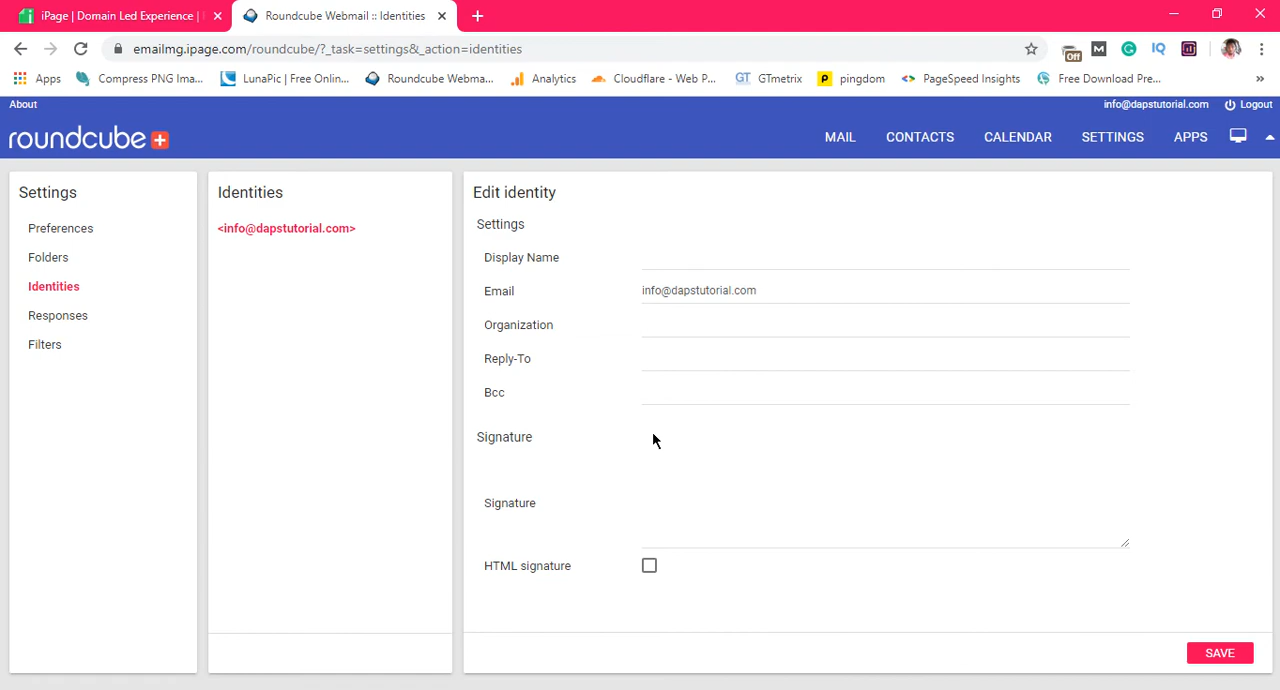 iPage | Domain Led Experience |
Roundcube Webmail :: Identities
emailmg.ipage.com/roundcube/?_task=settings&_action=identities
Off
M
IQ
Apps
Compress PNG Ima...
LunaPic | Free Onlin...
Roundcube Webma...
Analytics
Cloudflare - Web P...
GT
GTmetrix
p
pingdom
PageSpeed Insights
Free Download Pre...
»
About
info@dapstutorial.com
Logout
roundcube
MAIL
CONTACTS
CALENDAR
SETTINGS
APPS
Settings
Preferences
Folders
Identities
Responses
Filters
Identities
<info@dapstutorial.com>
Edit identity
Settings
Display Name
Email info@dapstutorial.com
Organization
Reply-To
Bcc
Signature
Signature
HTML signature
SAVE